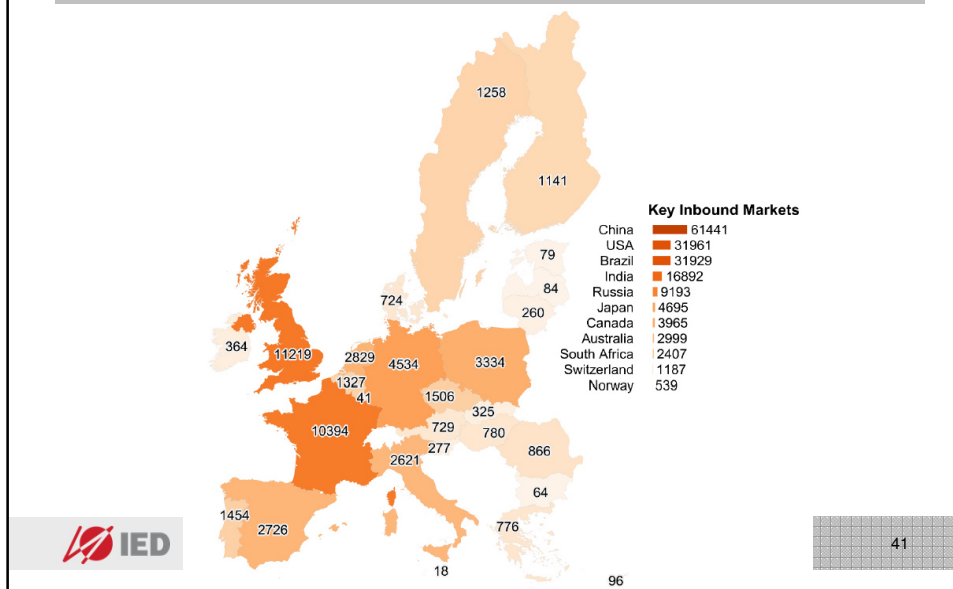 1258
1141
Key Inbound Markets
China 61441
USA 31961
Brazil 31929
India 16892
Russia 9193
Japan 4695
Canada 3965
Australia 2999
South Africa 2407
Switzerland 1187
Norway 539
79
84
260
724
364
11219
2829
4534
3334
1327
41
1506
325
729
780
10394
277
2621
866
64
1454
2726
776
18
96
IED
41